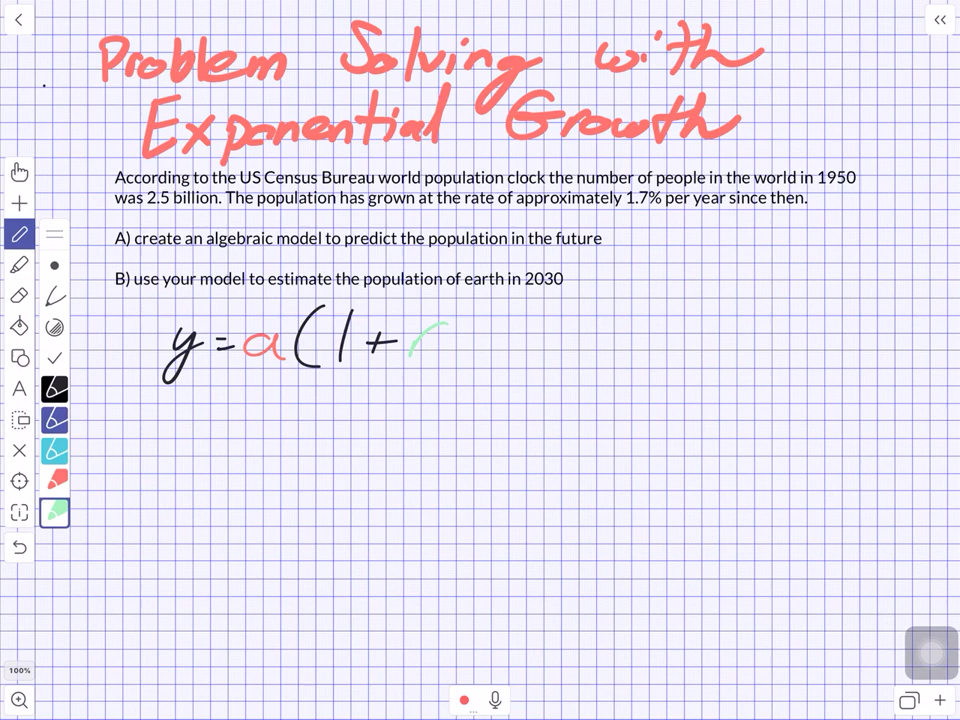 Problem Solving with
Exponential Growth
According to the US Census Bureau world population clock the number of people in the world in 1950
was 2.5 billion. The population has grown at the rate of approximately 1.7% per year since then.
A) create an algebraic model to predict the population in the future
B) use your model to estimate the population of earth in 2030
y = a(1 + r
A
100%